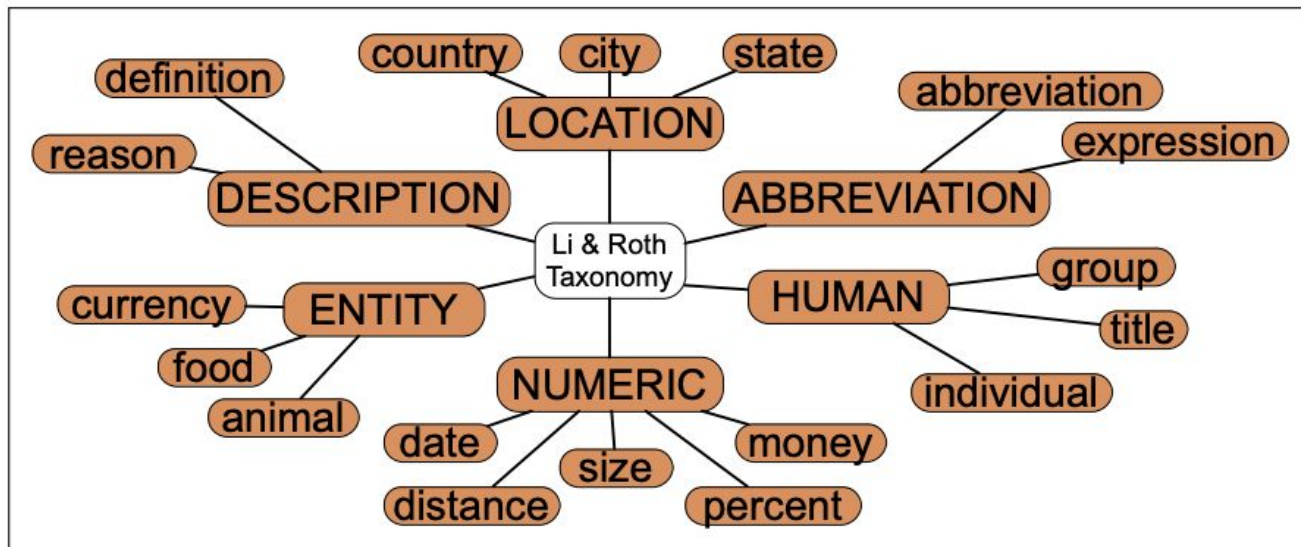 country
city
state
definition
abbreviation
LOCATION
expression
reason
DESCRIPTION
ABBREVIATION
Li & Roth
Taxonomy
group
currency
ENTITY
HUMAN
title
food
NUMERIC
individual
animal
date
money
size
distance
percent